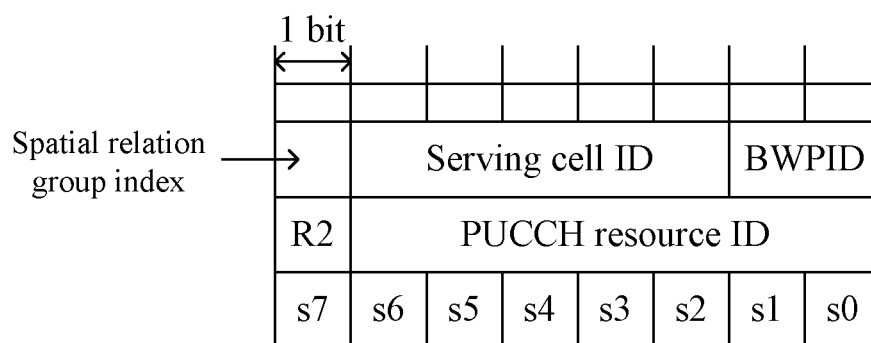 1 bit
Spatial relation
group index
Serving cell ID BWPID
R2 PUCCH resource ID
s7 s6 s5 s4 s3 s2 s1 s0